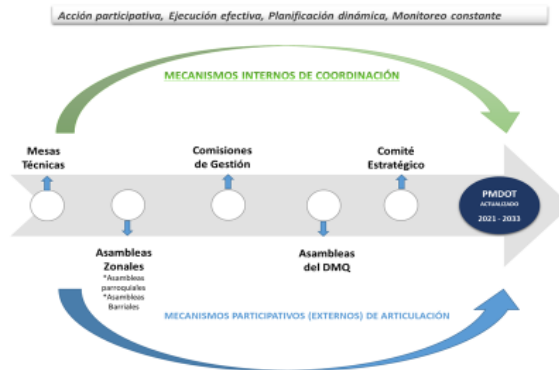 Acción participativa, Ejecución efectiva, Planificación dinámica, Monitoreo constante
MECANISMOS INTERNOS DE COORDINACIÓN
Mesas
Técnicas
Comisiones
de Gestión
Comité
Estratégico
PMDOT
ACTUALIZADO
2021 - 2033
Asambleas
Zonales
*Asambleas
parroquiales
*Asambleas
Barriales
Asambleas
del DMQ
MECANISMOS PARTICIPATIVOS (EXTERNOS) DE ARTICULACIÓN